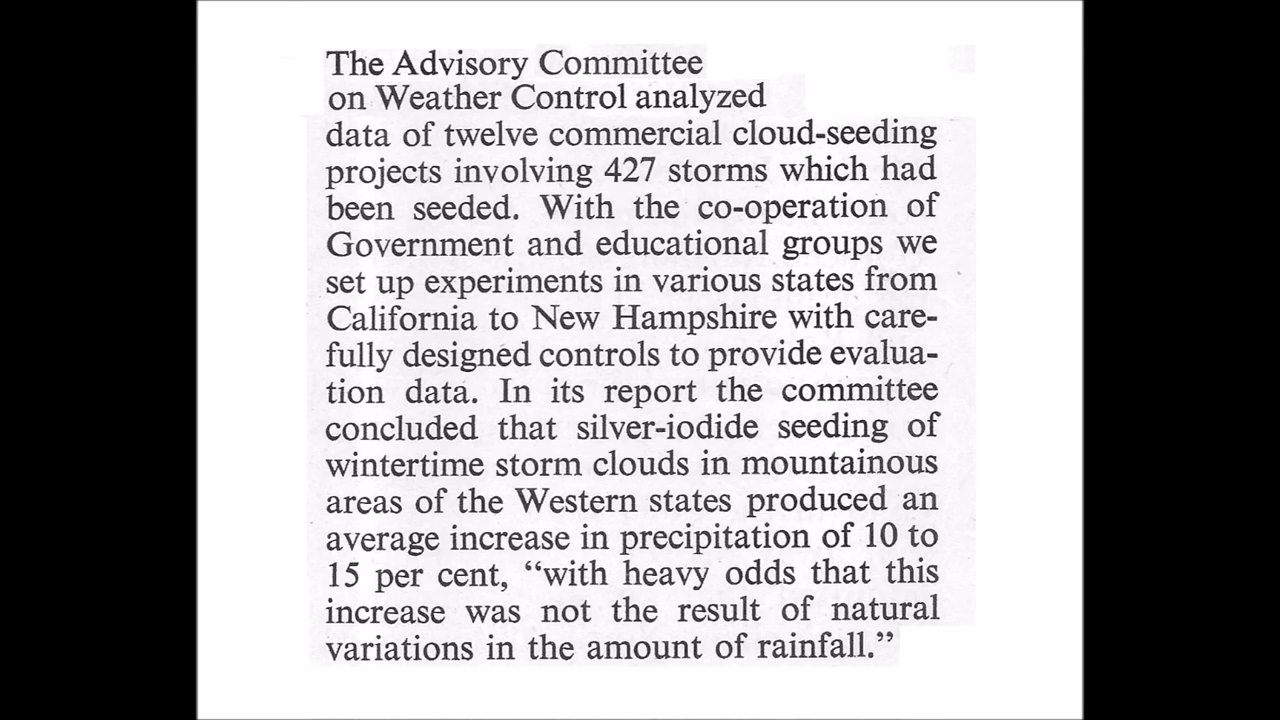 The Advisory Committee
on Weather Control analyzed
data of twelve commercial cloud-seeding
projects involving 427 storms which had
been seeded. With the co-operation of
Government and educational groups we
set up experiments in various states from
California to New Hampshire with care-
fully designed controls to provide evalua-
tion data. In its report the committee
concluded that silver-iodide seeding of
wintertime storm clouds in mountainous
areas of the Western states produced an
average increase in precipitation of 10 to
15 per cent, “with heavy odds that this
increase was not the result of natural
variations in the amount of rainfall.”